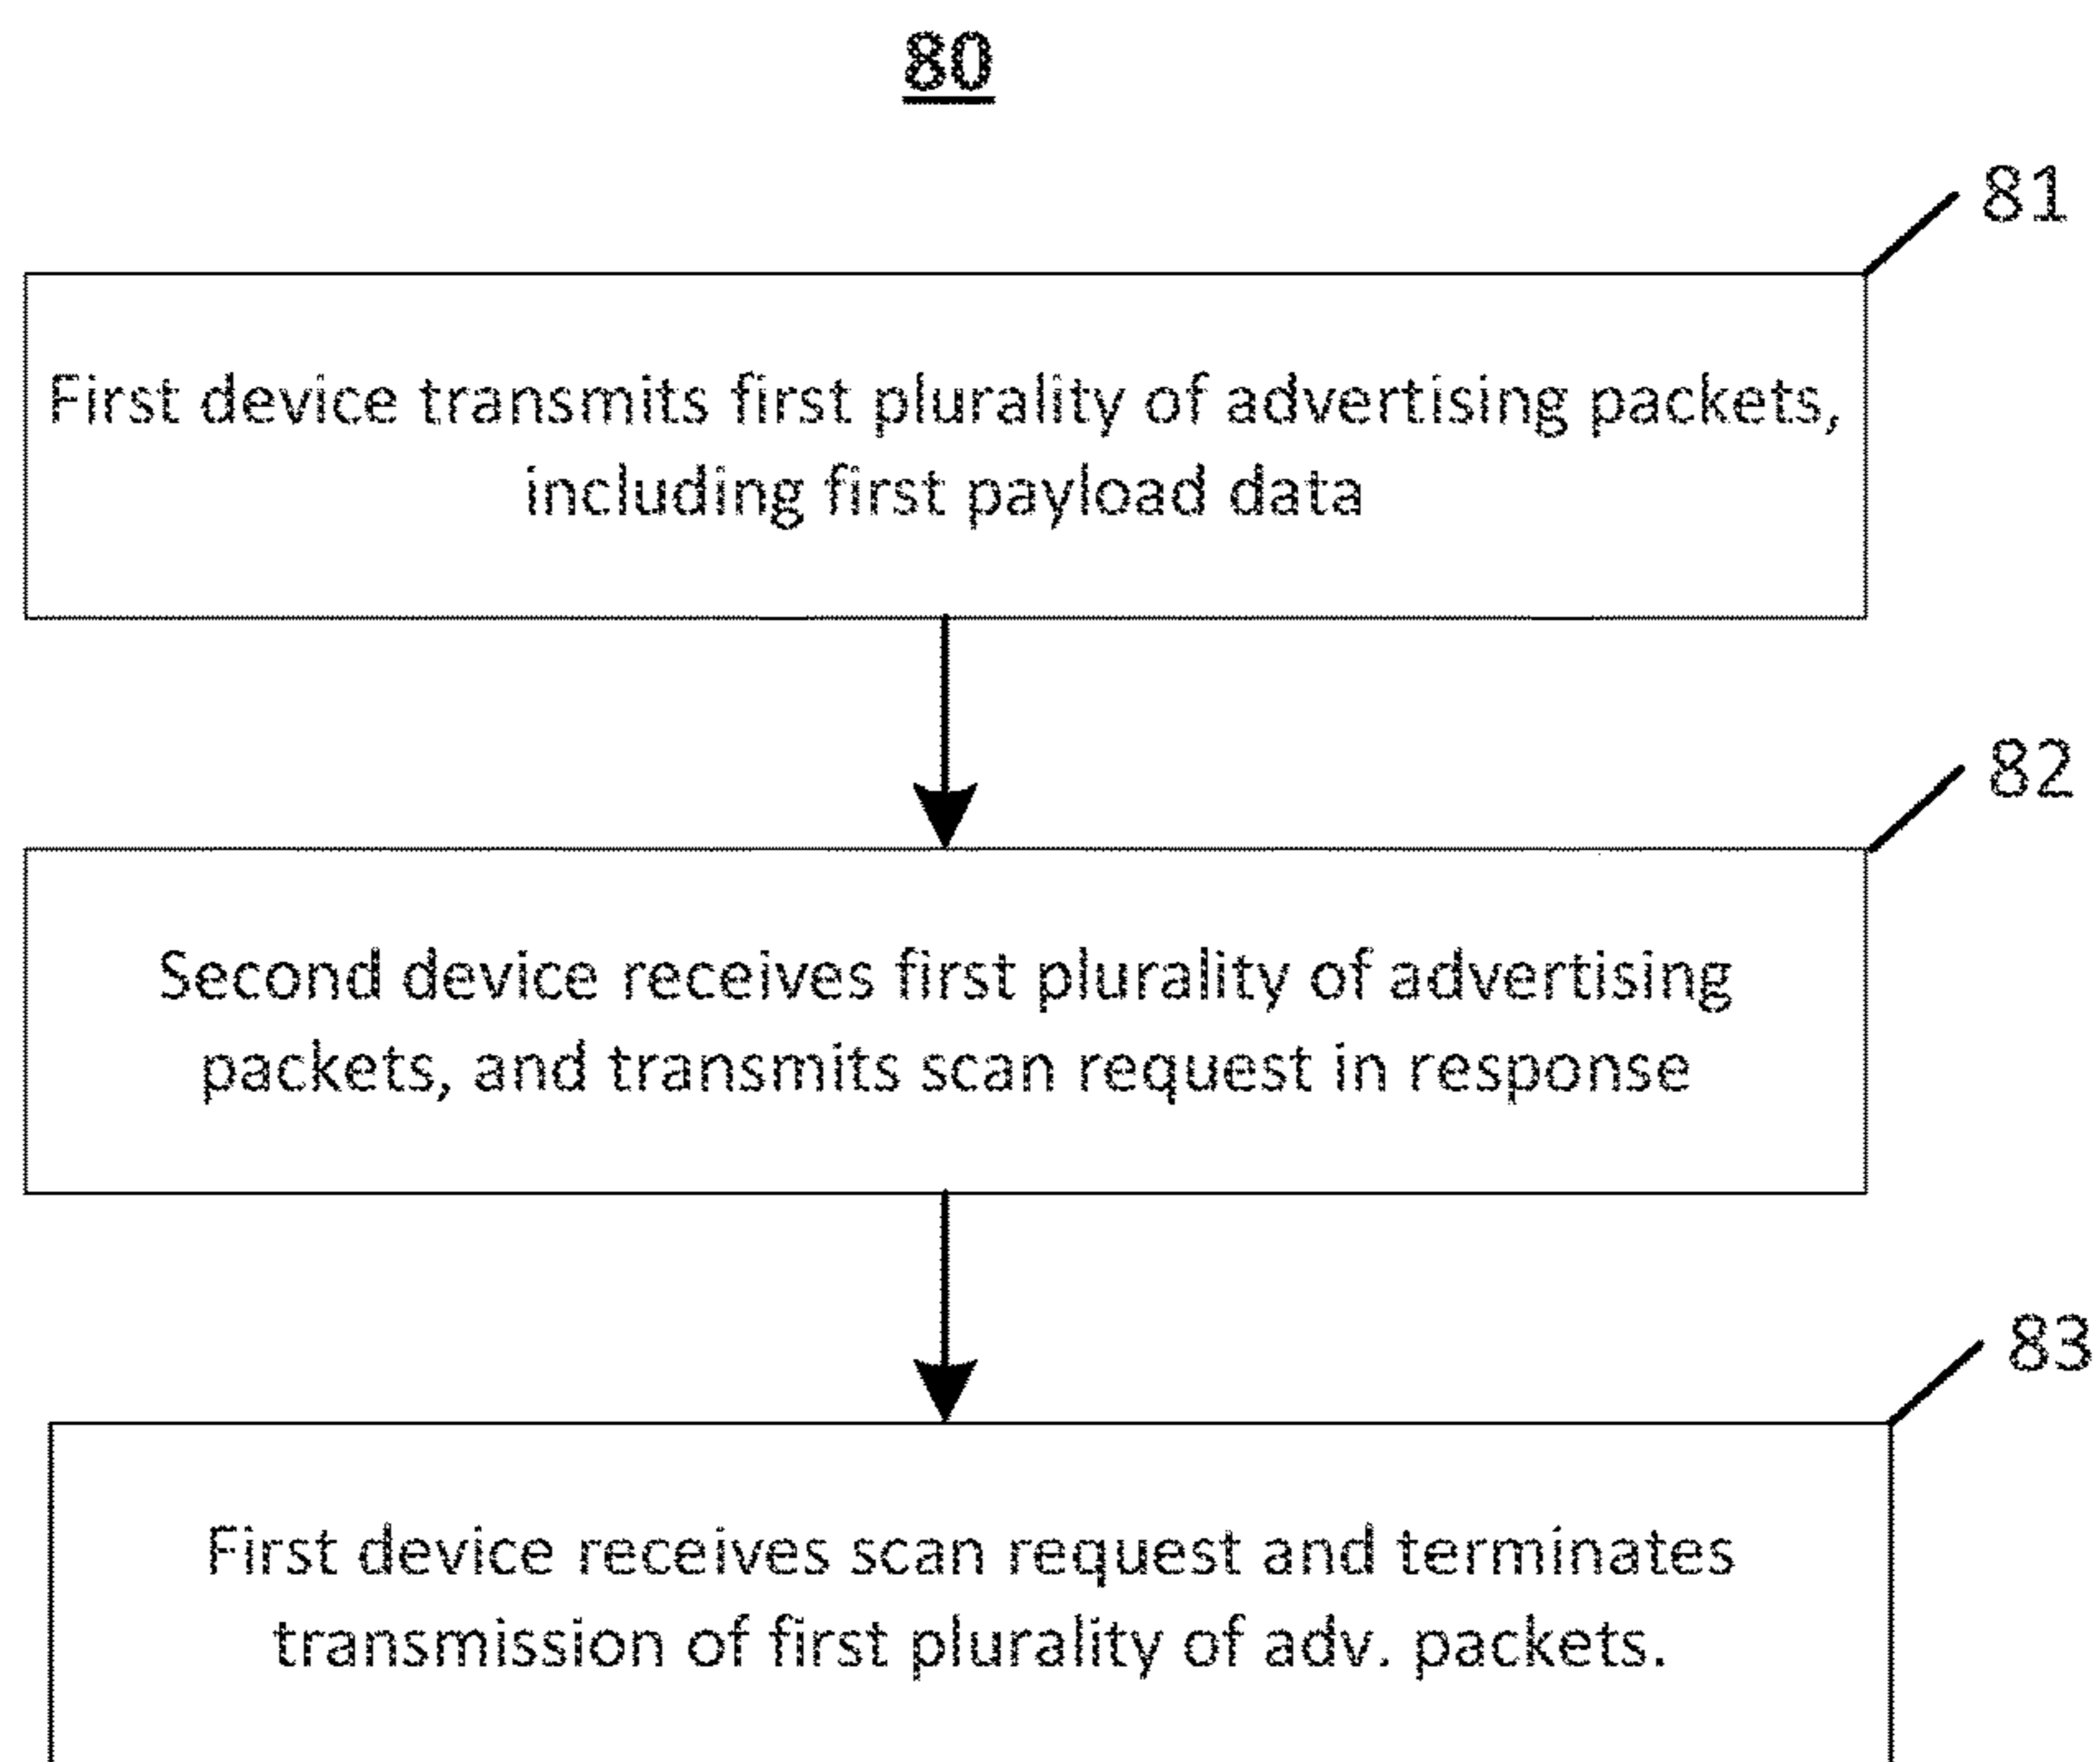 80
81
First device transmits first plurality of advertising packets,
including first payload data
82
Second device receives first plurality of advertising
packets, and transmits scan request in response
83
First device receives scan request and terminates
transmission of first plurality of adv. packets.